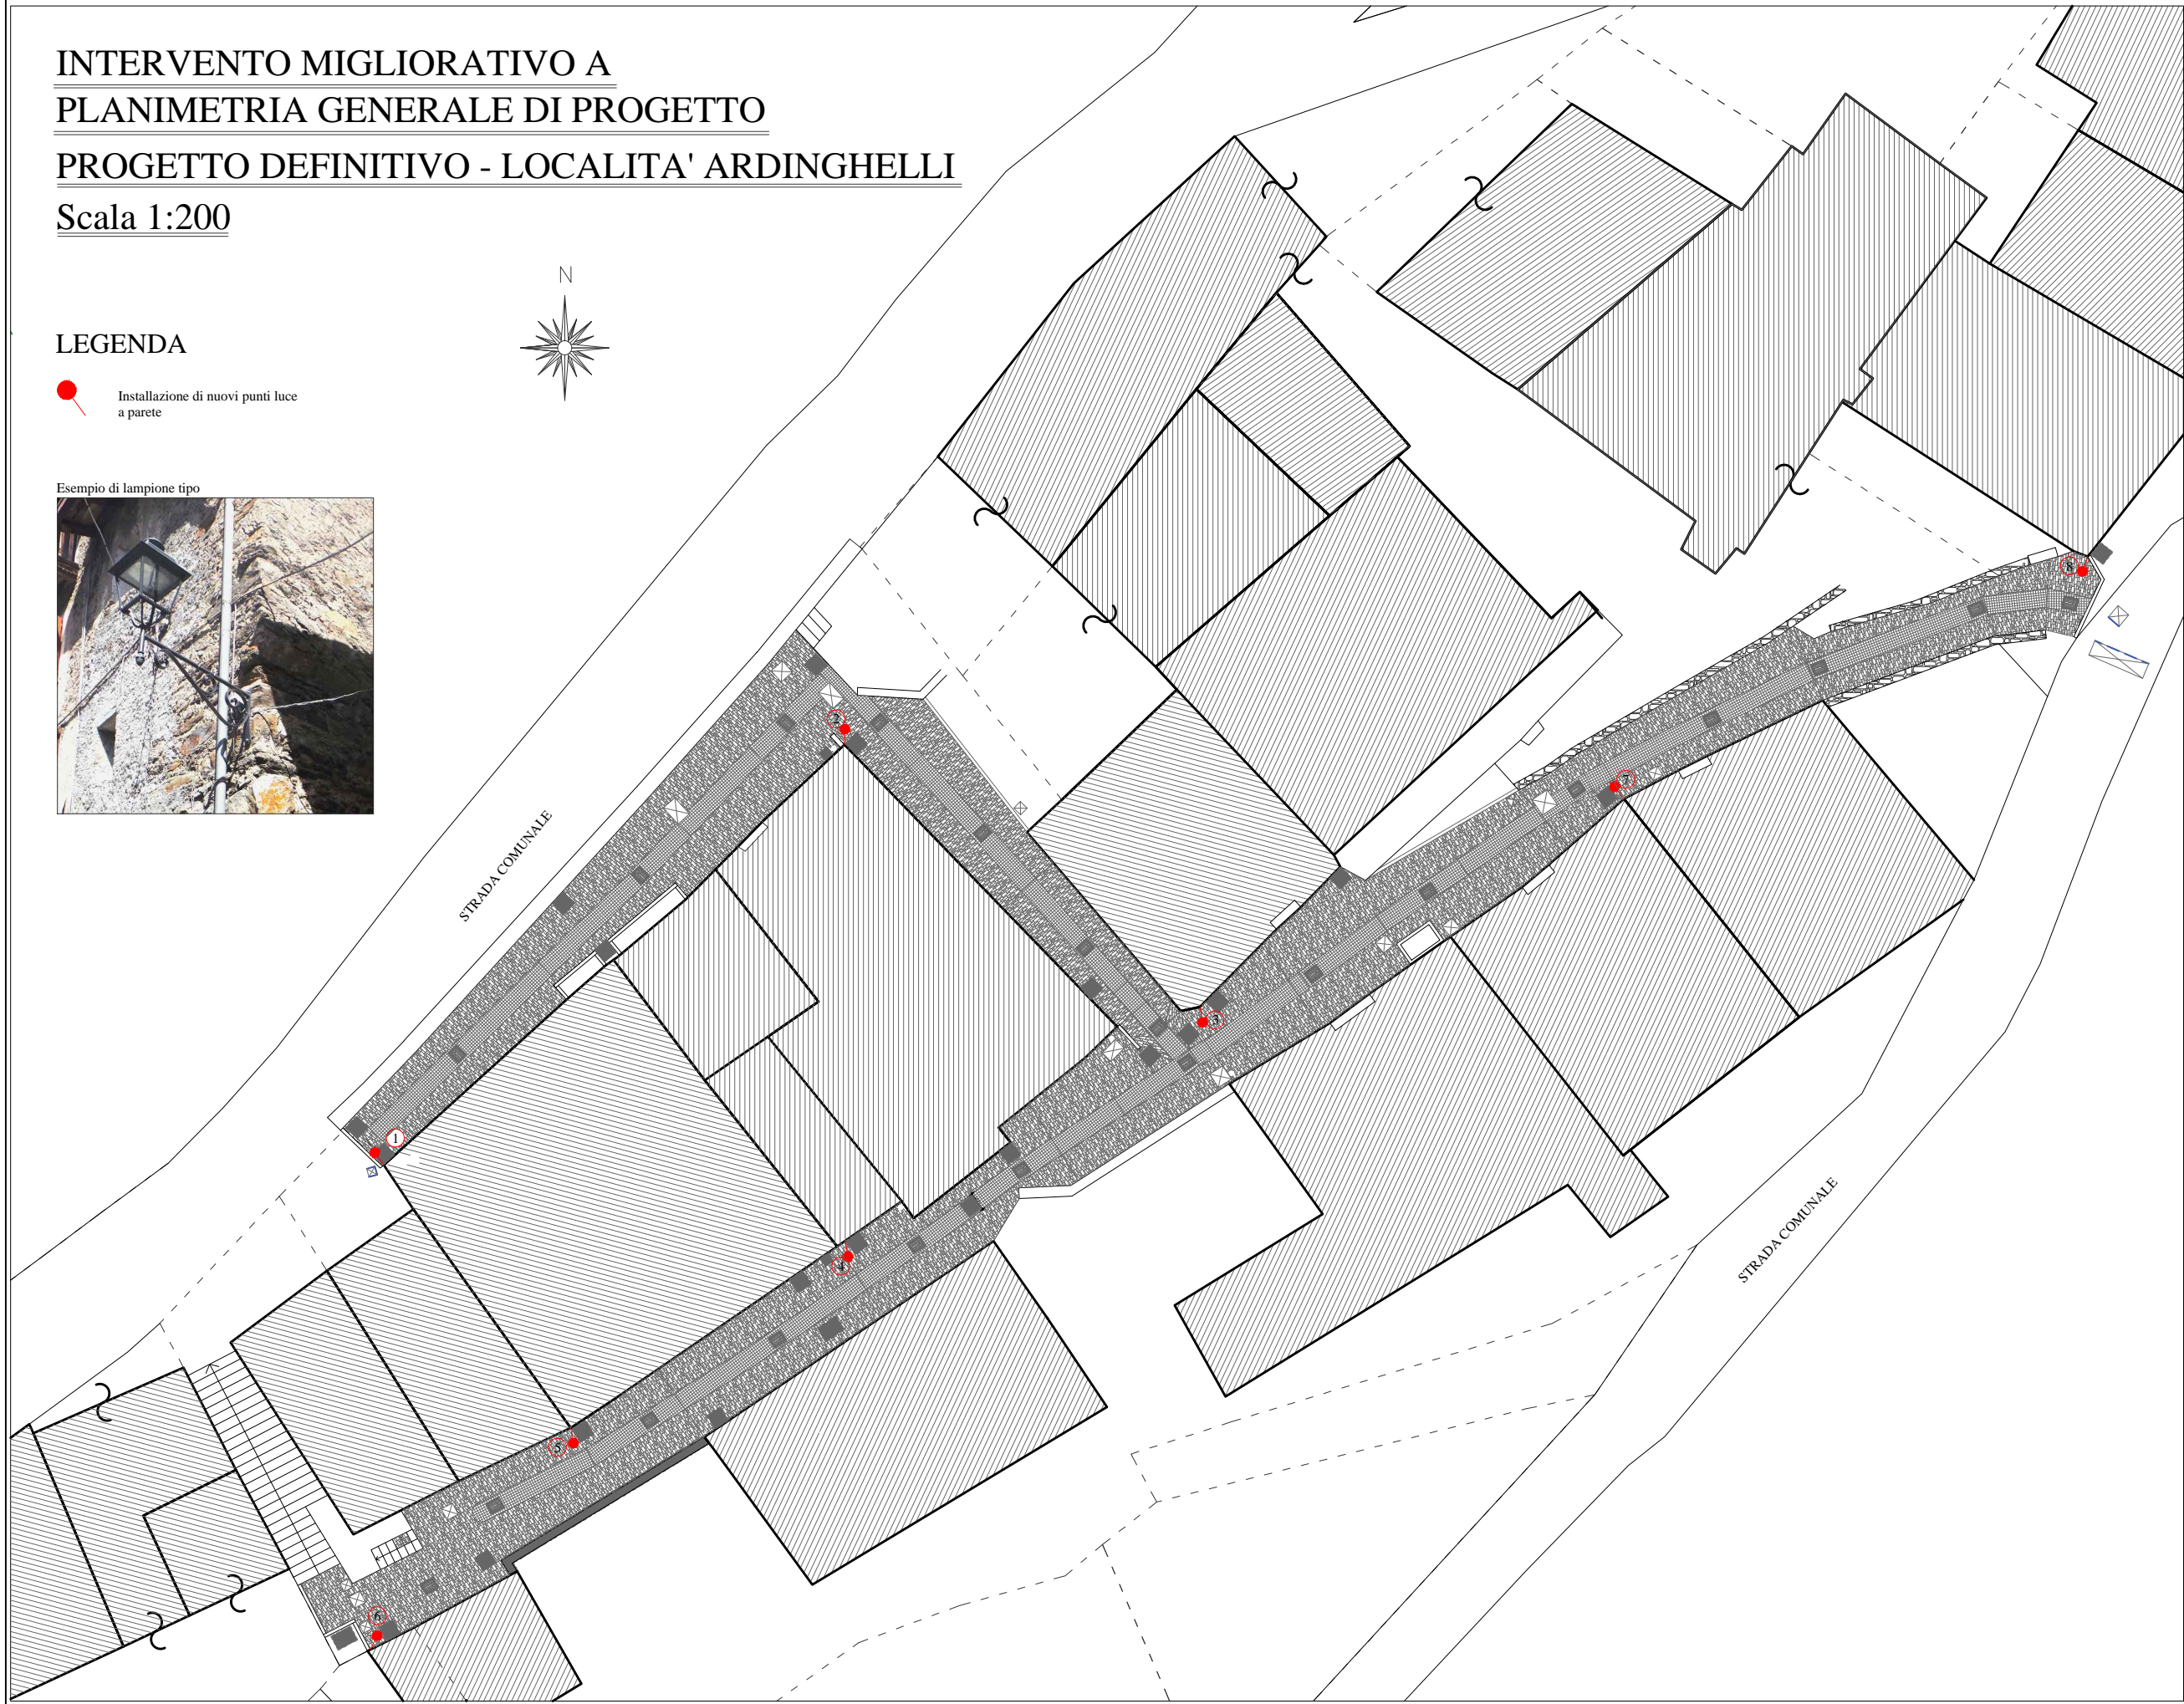 INTERVENTO MIGLIORATIVO A
PLANIMETRIA GENERALE DI PROGETTO
PROGETTO DEFINITIVO - LOCALITA' ARDINGHELLI
Scala 1:200
N
LEGENDA
Installazione di nuovi punti luce
a parete
Esempio di lampione tipo
STRADA COMUNALE
STRADA COMUNALE
1
2
3
4
5
6
7
8